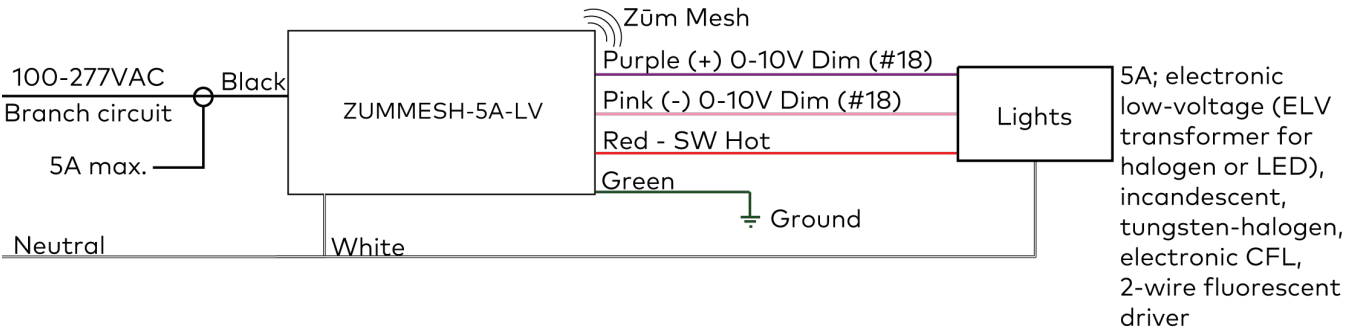 Zūm Mesh
100-277VAC
Black
Branch circuit
5A max.
ZUMMESH-5A-LV
Purple (+) 0-10V Dim (#18)
Pink (-) 0-10V Dim (#18)
Red - SW Hot
Green
Ground
Lights
5A; electronic
low-voltage (ELV
transformer for
halogen or LED),
incandescent,
tungsten-halogen,
electronic CFL,
2-wire fluorescent
driver
Neutral
White